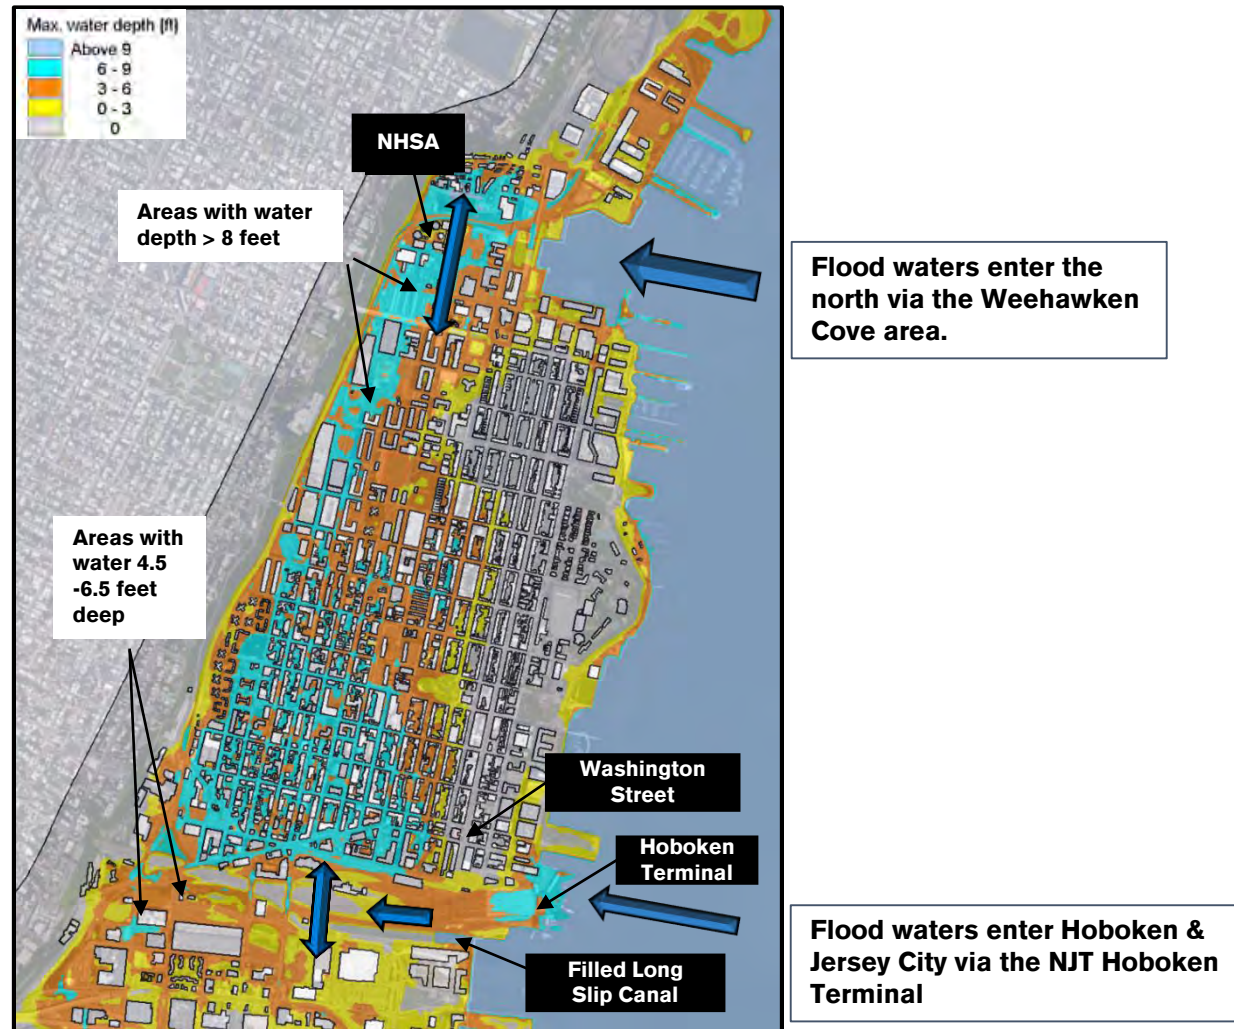 Max. water depth (ft)
Above 9
6 - 9
3 - 6
0 - 3
0
NHSA
Areas with water
depth > 8 feet
Flood waters enter the
north via the Weehawken
Cove area.
Areas with
water 4.5
-6.5 feet
deep
Washington
Street
Hoboken
Terminal
Flood waters enter Hoboken &
Jersey City via the NJT Hoboken
Terminal
Filled Long
Slip Canal